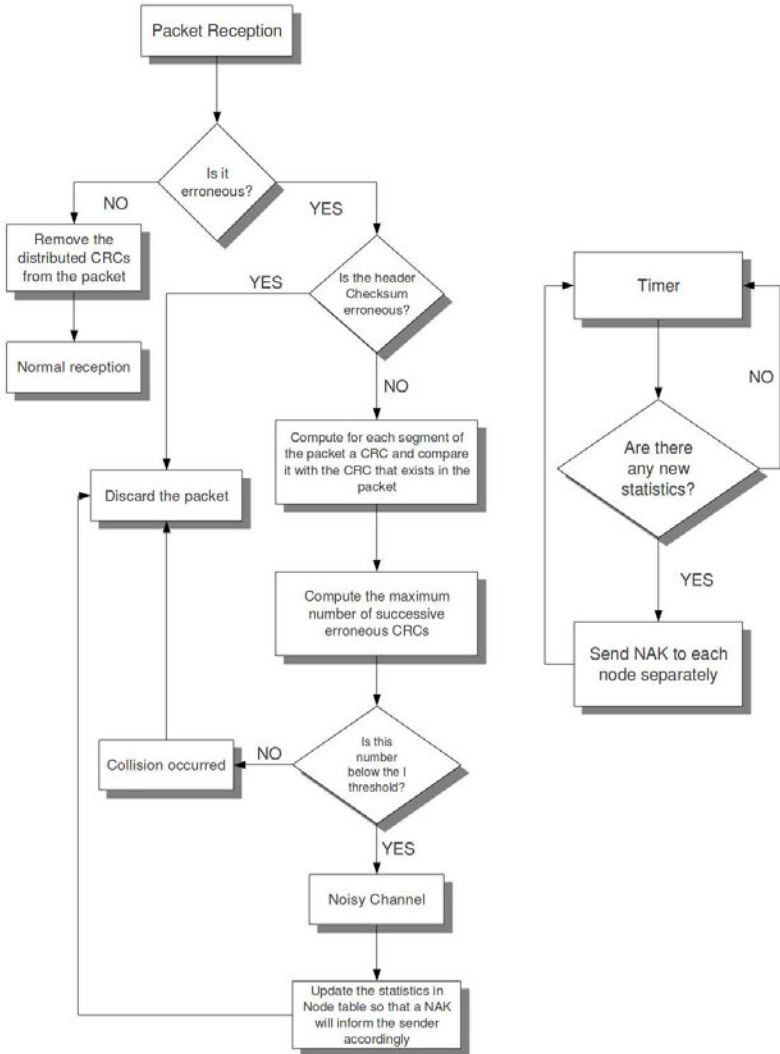 Packet Reception
Is it
erroneous?
NO
YES
Remove the
distributed CRCs
from the packet
Normal reception
Is the header
Checksum
erroneous?
YES
NO
Compute for each segment of
the packet a CRC and compare
it with the CRC that exists in the
packet
Discard the packet
Compute the maximum
number of successive
erroneous CRCs
Is this
number
below the l
threshold?
NO
Collision occurred
YES
Noisy Channel
Update the statistics in
Node table so that a NAK
will inform the sender
accordingly
Timer
NO
Are there
any new
statistics?
YES
Send NAK to each
node separately